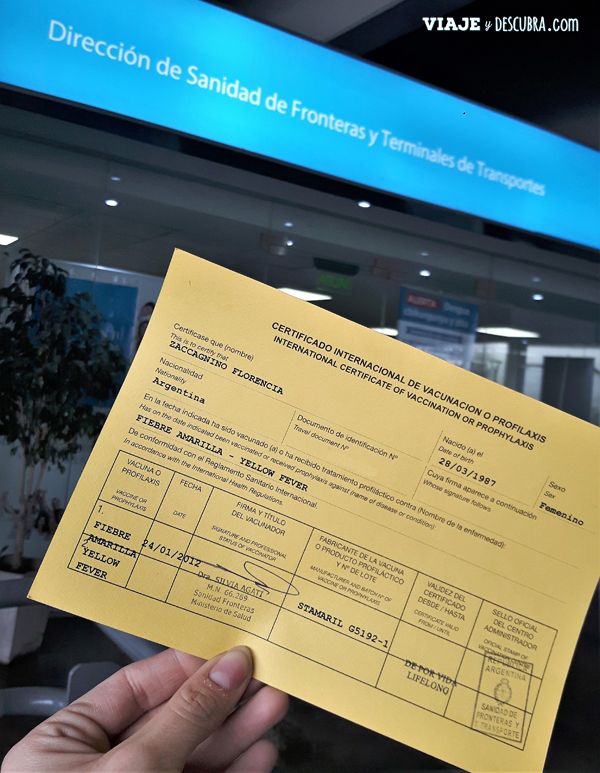 VIAJE y DESCUBRA.com
Dirección de Sanidad de Fronteras y Terminales de Transportes
ALERTA
CERTIFICADO INTERNACIONAL DE VACUNACION O PROFILAXIS
INTERNATIONAL CERTIFICATE OF VACCINATION OR PROPHYLAXIS
Certifícase que (nombre)
This is to certify that
ZACCAGNINO FLORENCIA
Nacionalidad
Nationality
Argentina
Documento de identificación Nº
Travel document Nº
Nacido (a) el
Date of birth
28/03/1987
Sexo
Sex
Femenino
Cuya firma aparece a continuación
Whose signature follows
En la fecha indicada ha sido vacunado (a) o ha recibido tratamiento profiláctico contra (Nombre de la enfermedad):
Has on the date indicated been vaccinated or received prophylaxis against (name of disease or condition):
FIEBRE AMARILLA - YELLOW FEVER
De conformidad con el Reglamento Sanitario Internacional.
In accordance with the International Health Regulations.
VACUNA O PROFILAXIS
VACCINE OR PROPHYLAXIS
FECHA
DATE
FIRMA Y TÍTULO DEL VACUNADOR
SIGNATURE AND PROFESSIONAL STATUS OF VACCINATOR
FABRICANTE DE LA VACUNA O PRODUCTO PROFILÁCTICO Y Nº DE LOTE
MANUFACTURER AND BATCH Nº OF VACCINE OR PROPHYLAXIS
VALIDEZ DEL CERTIFICADO DESDE / HASTA
CERTIFICATE VALID FROM / UNTIL
SELLO OFICIAL DEL CENTRO ADMINISTRADOR
OFICIAL STAMP OF
1.
FIEBRE
AMARILLA
YELLOW
FEVER
2.
24/01/2012
Dra. SILVIA AGATI
M.N. 66.269
Sanidad Fronteras
Ministerio de Salud
STAMARIL G5192-1
DE POR VIDA
LIFELONG
REPUBLICA
ARGENTINA
SANIDAD DE
FRONTERAS Y
TRANSPORTE